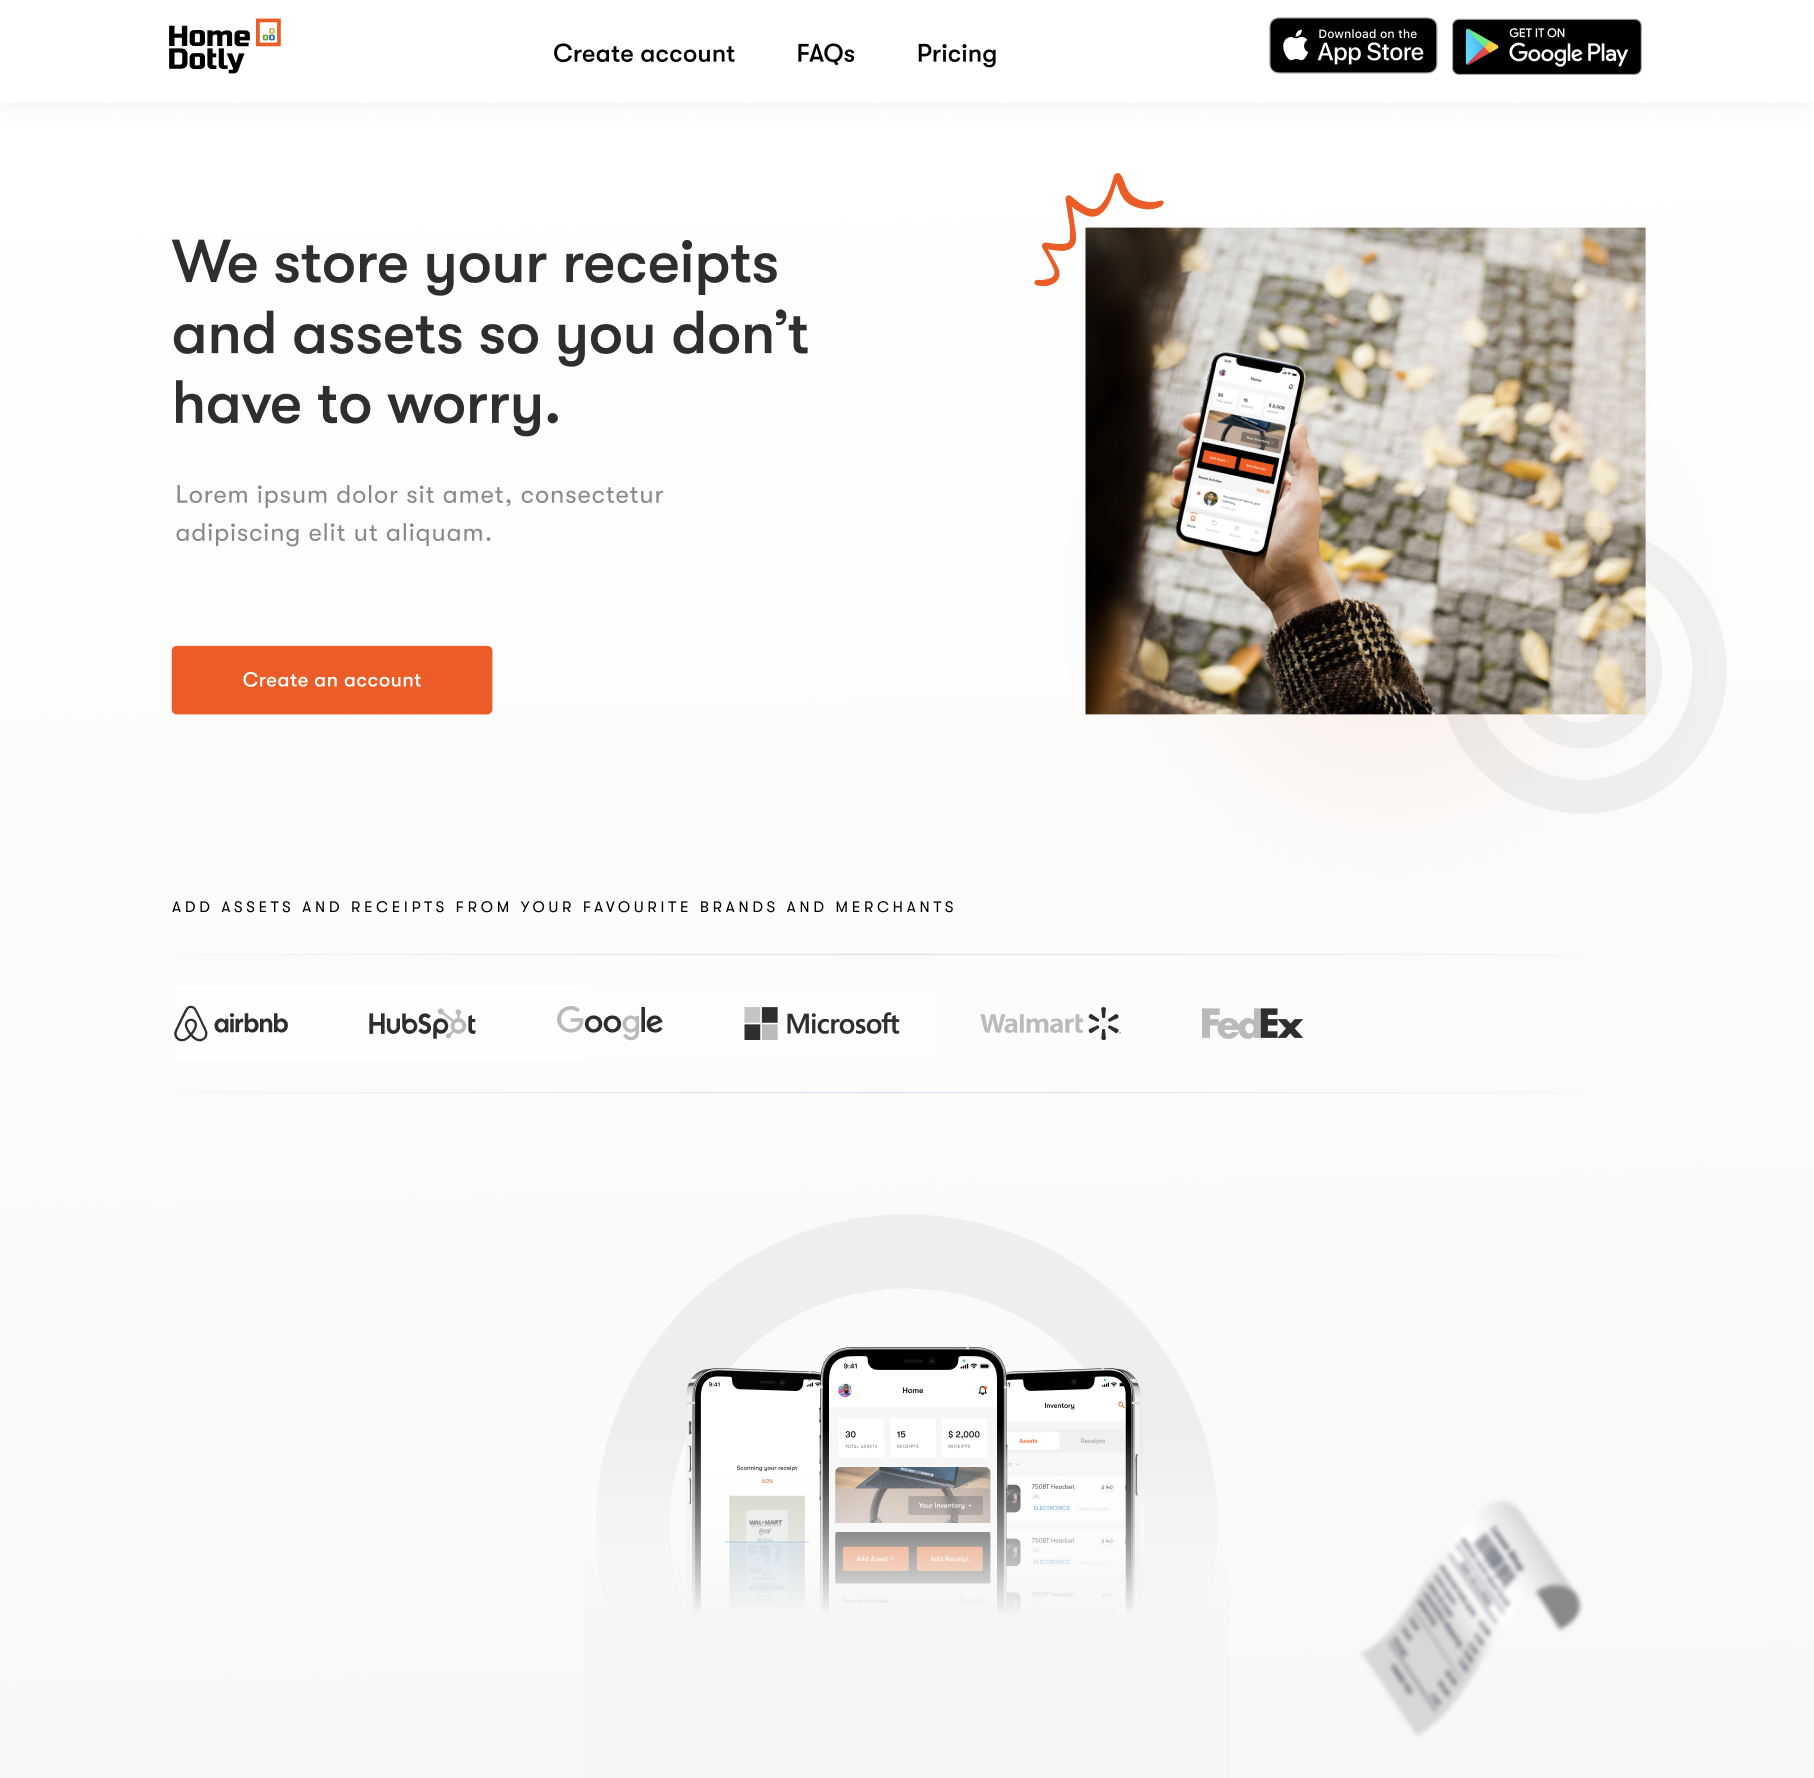 Home
Dotly
Create account
FAQs
Pricing
Download on the
App Store
GET IT ON
Google Play
We store your receipts
and assets so you don’t
have to worry.
Lorem ipsum dolor sit amet, consectetur
adipiscing elit ut aliquam.
Create an account
ADD ASSETS AND RECEIPTS FROM YOUR FAVOURITE BRANDS AND MERCHANTS
airbnb
HubSpot
Google
Microsoft
Walmart
FedEx
9:41
Scanning your receipt
60%
WAL*MART
9:41
Home
30
TOTAL ASSETS
15
RECEIPTS
$ 2,000
RECEIPTS
Your Inventory →
Add Asset +
Add Receipt
Recent Activities
Inventory
Assets
Receipts
750BT Headset
JBL
$ 140
ELECTRONICS
750BT Headset
JBL
$ 140
ELECTRONICS
750BT Headset
$ 140